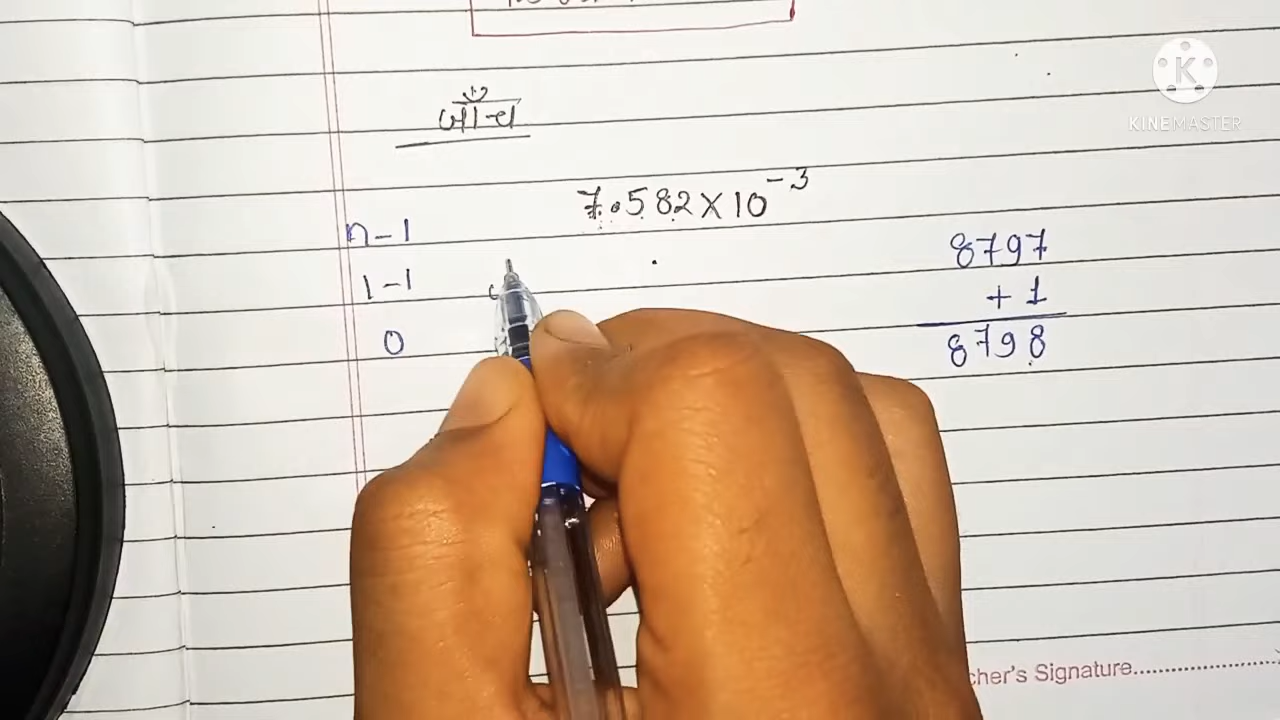 KINEMASTER
जाँच
7.582 × 10⁻³
n-1
1-1
0
8797
+ 1
8798
cher's Signature